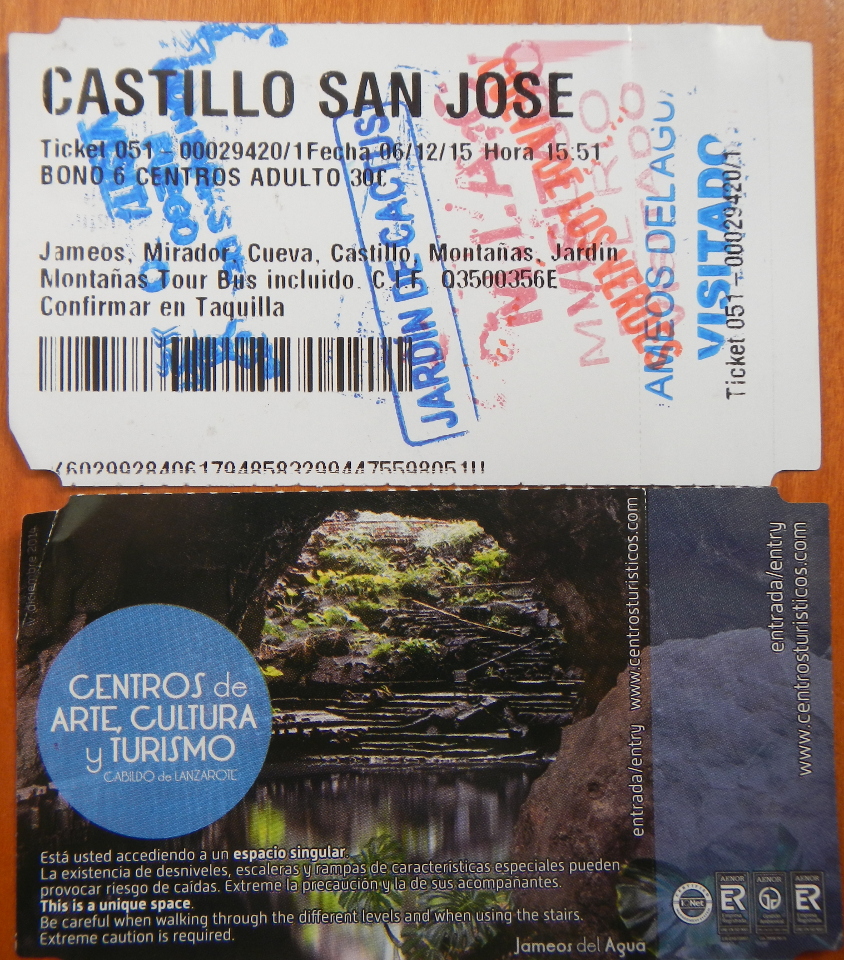 CASTILLO SAN JOSE
Ticket 051 - 00029420/1 Fecha 06/12/15 Hora 15:51
BONO 6 CENTROS ADULTO 30€
Jameos, Mirador, Cueva, Castillo, Montañas, Jardin
Montañas Tour Bus incluido. C.I.F. Q3500356E
Confirmar en Taquilla
JARDIN DE CACTUS
CUEVA DE LOS VERDES
JAMEOS DEL AGUA
VISITADO
Ticket 051 - 00029420/1
CENTROS de
ARTE, CULTURA
y TURISMO
CABILDO de LANZAROTE
Está usted accediendo a un espacio singular.
La existencia de desniveles, escaleras y rampas de características especiales pueden
provocar riesgo de caídas. Extreme la precaución y la de sus acompañantes.
This is a unique space.
Be careful when walking through the different levels and when using the stairs.
Extreme caution is required.
Jameos del Agua
entrada/entry www.centrosturisticos.com
entrada/entry
www.centrosturisticos.com
AENOR
ER
AENOR
AENOR
ER